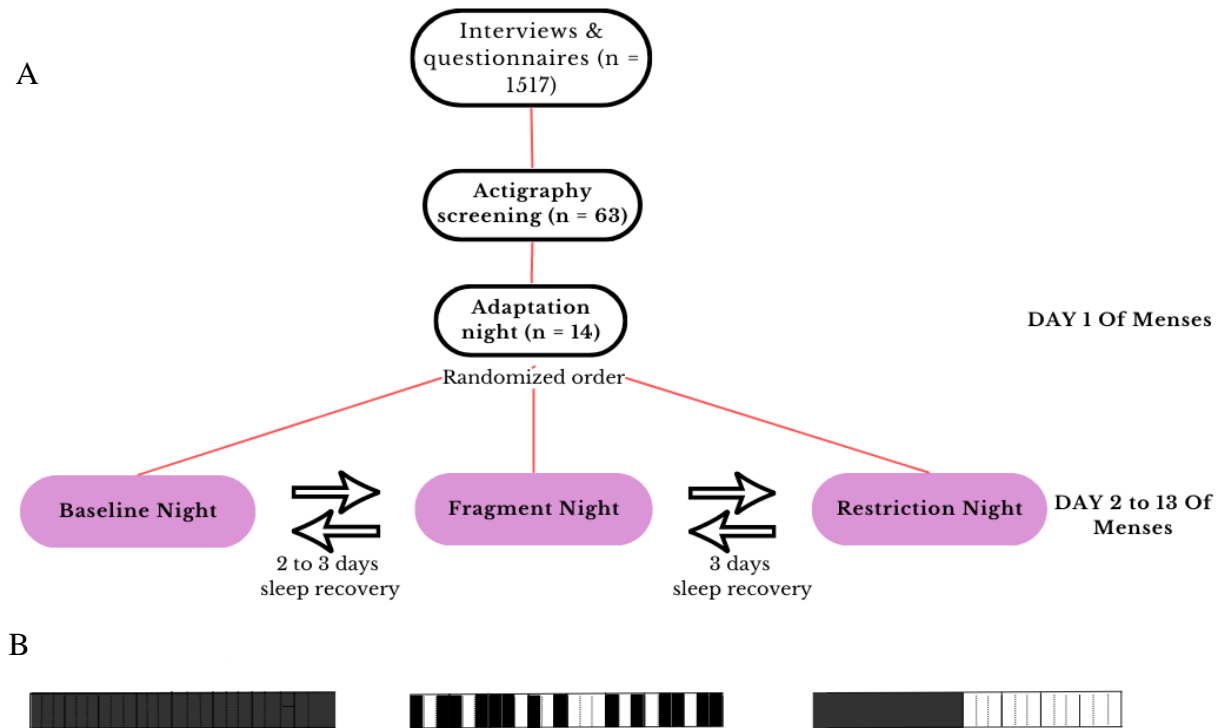 A
Interviews &
questionnaires (n =
1517)
Actigraphy
screening (n = 63)
Adaptation
night (n = 14)
DAY 1 Of Menses
Randomized order
Baseline Night
Fragment Night
Restriction Night
DAY 2 to 13 Of
Menses
2 to 3 days
sleep recovery
3 days
sleep recovery
B